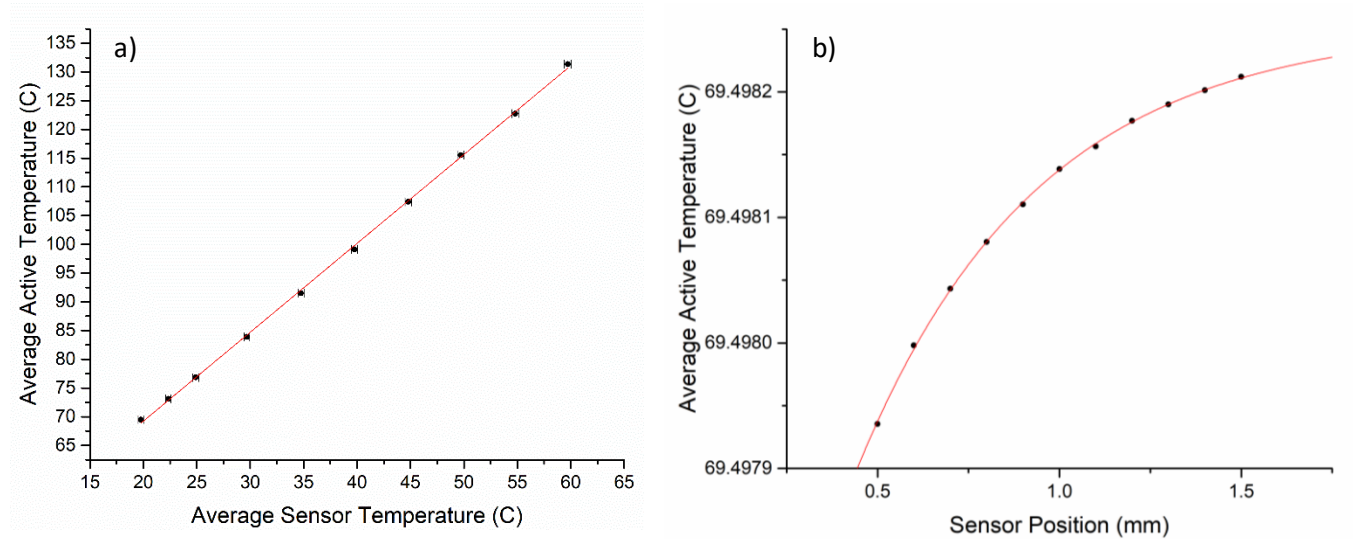 a)
Average Active Temperature (C)
135
130
125
120
115
110
105
100
95
90
85
80
75
70
65
15 20 25 30 35 40 45 50 55 60 65
Average Sensor Temperature (C)
b)
Average Active Temperature (C)
69.4982
69.4981
69.4980
69.4979
0.5 1.0 1.5
Sensor Position (mm)